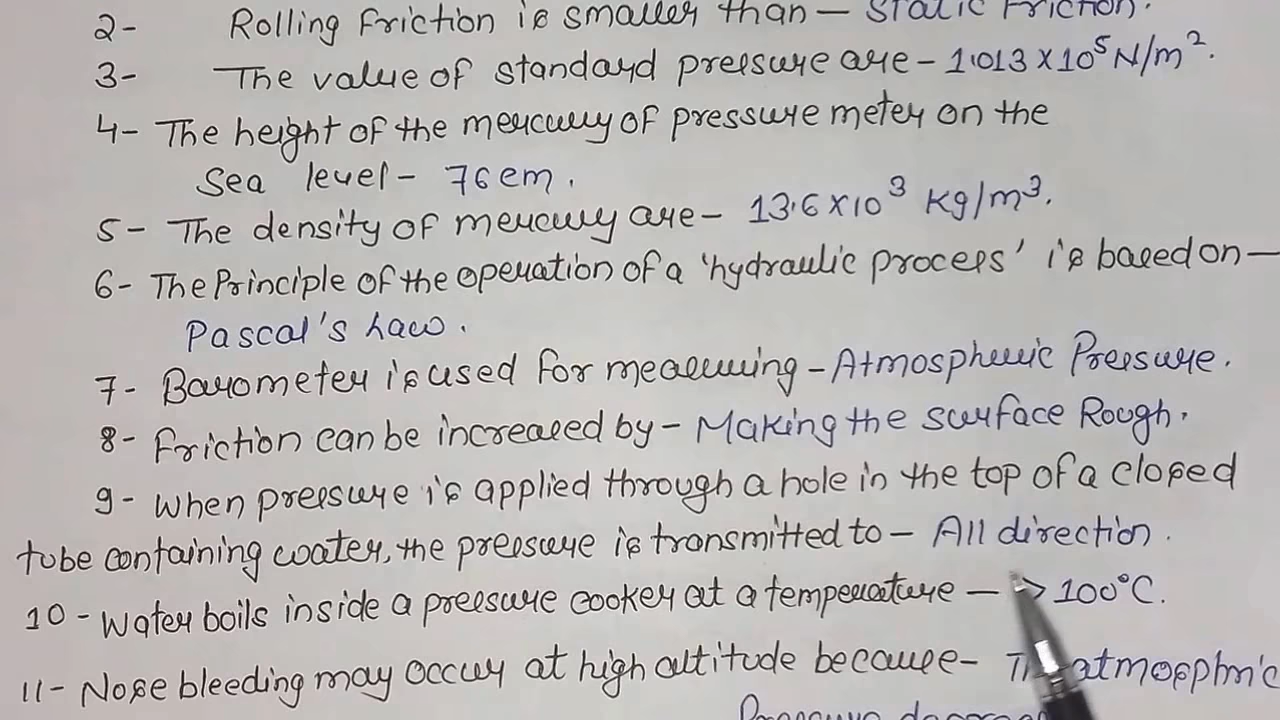 2- Rolling Friction is smaller than – Static Friction.
3- The value of standard pressure are – 1.013 x 10⁵ N/m².
4- The height of the mercury of pressure meter on the
Sea level – 76 cm.
5- The density of mercury are – 13.6 x 10³ Kg/m³.
6- The Principle of the operation of a 'hydraulic process' is based on –
Pascal's Law.
7- Barometer is used for measuring – Atmospheric Pressure.
8- Friction can be increased by – Making the surface Rough.
9- When pressure is applied through a hole in the top of a closed
tube containing water, the pressure is transmitted to – All direction.
10- Water boils inside a pressure cooker at a temperature – > 100°C.
11- Nose bleeding may occur at high altitude because – atmosphric
Pressure